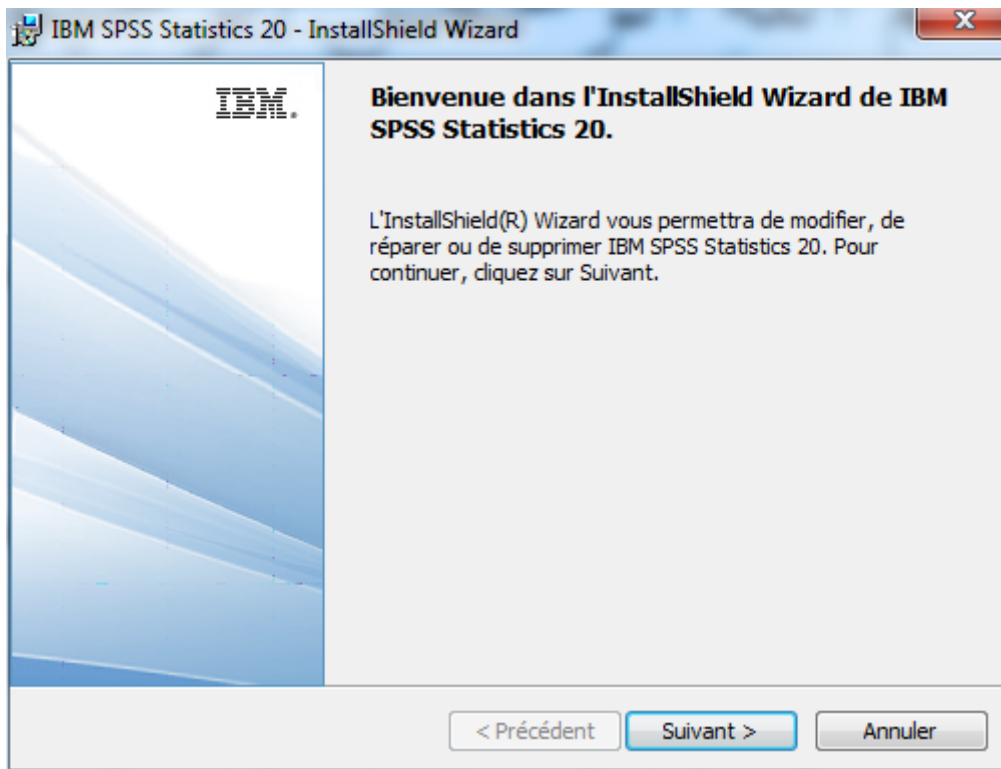 IBM SPSS Statistics 20 - InstallShield Wizard
IBM.
Bienvenue dans l'InstallShield Wizard de IBM
SPSS Statistics 20.
L'InstallShield(R) Wizard vous permettra de modifier, de
réparer ou de supprimer IBM SPSS Statistics 20. Pour
continuer, cliquez sur Suivant.
< Précédent
Suivant >
Annuler